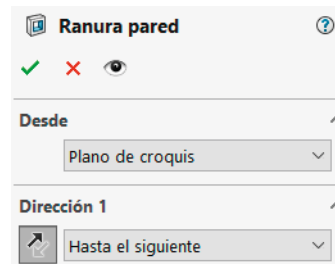 Ranura pared
Desde
Plano de croquis
Dirección 1
Hasta el siguiente